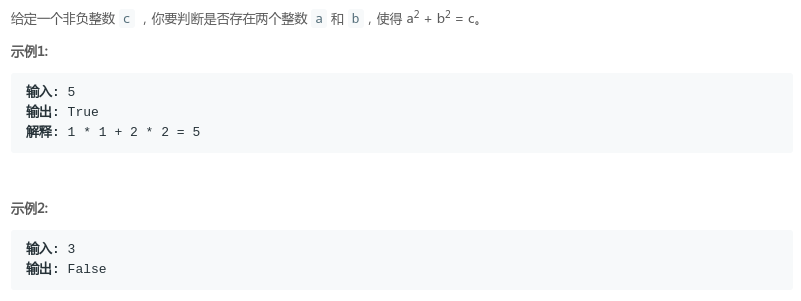 给定一个非负整数 c ，你要判断是否存在两个整数 a 和 b，使得 a² + b² = c。
示例1:
输入: 5
输出: True
解释: 1 * 1 + 2 * 2 = 5
示例2:
输入: 3
输出: False